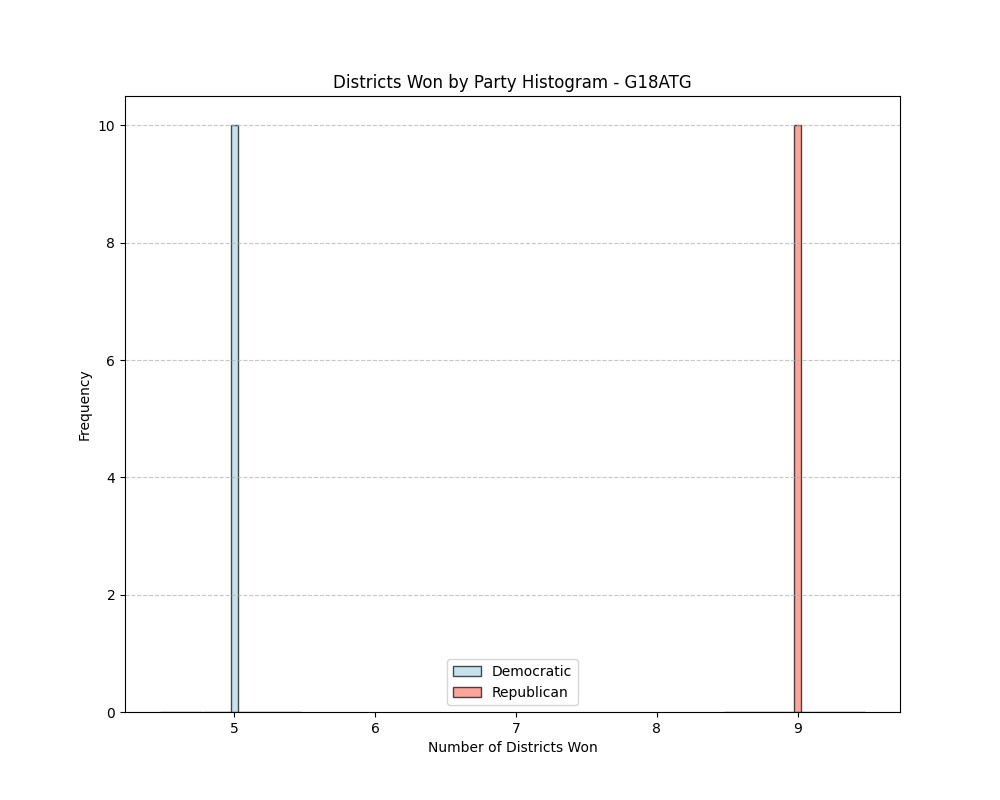 Districts Won by Party Histogram - G18ATG
10
8
6
4
2
0
Frequency
Democratic
Republican
5 6 7 8 9
Number of Districts Won